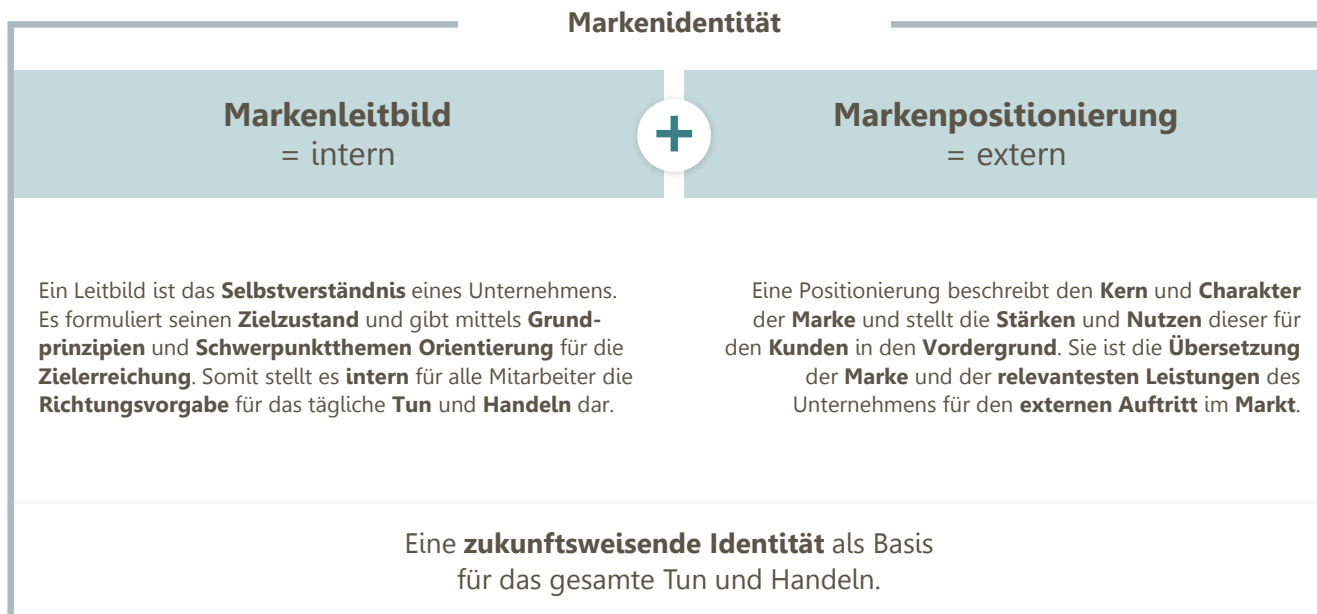 Markenidentität
Markenleitbild
= intern
+
Markenpositionierung
= extern
Ein Leitbild ist das Selbstverständnis eines Unternehmens.
Es formuliert seinen Zielzustand und gibt mittels Grund-
prinzipien und Schwerpunktthemen Orientierung für die
Zielerreichung. Somit stellt es intern für alle Mitarbeiter die
Richtungsvorgabe für das tägliche Tun und Handeln dar.
Eine Positionierung beschreibt den Kern und Charakter
der Marke und stellt die Stärken und Nutzen dieser für
den Kunden in den Vordergrund. Sie ist die Übersetzung
der Marke und der relevantesten Leistungen des
Unternehmens für den externen Auftritt im Markt.
Eine zukunftsweisende Identität als Basis
für das gesamte Tun und Handeln.